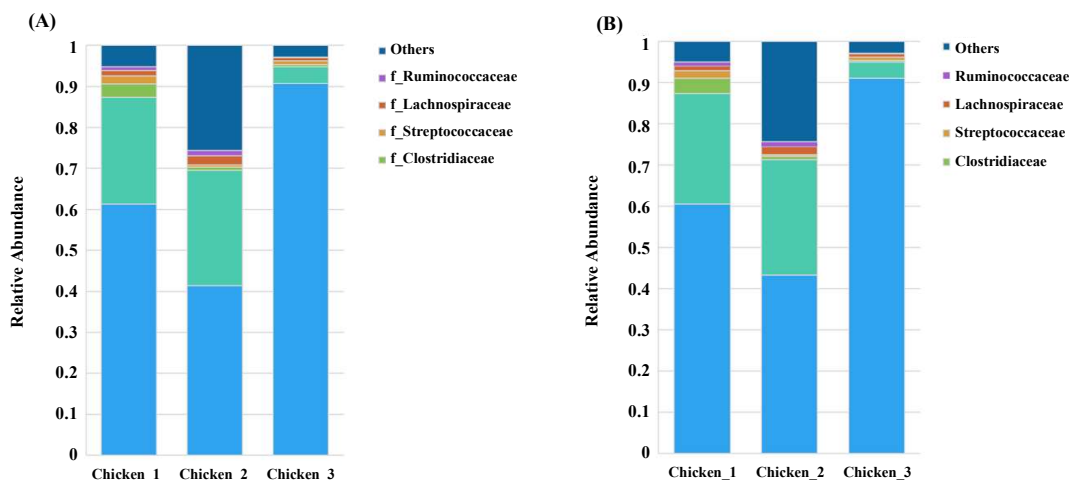 (A)
Relative Abundance
1
0.9
0.8
0.7
0.6
0.5
0.4
0.3
0.2
0.1
0
Chicken_1 Chicken_2 Chicken_3
Others
f_Ruminococcaceae
f_Lachnospiraceae
f_Streptococcaceae
f_Clostridiaceae
(B)
Relative Abundance
1
0.9
0.8
0.7
0.6
0.5
0.4
0.3
0.2
0.1
0
Chicken_1 Chicken_2 Chicken_3
Others
Ruminococcaceae
Lachnospiraceae
Streptococcaceae
Clostridiaceae